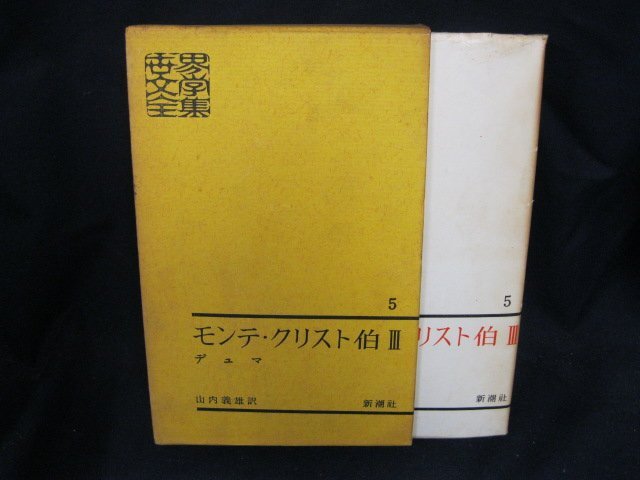 世界
文学
全集
5
モンテ・クリスト伯 III
デュマ
山内義雄訳
新潮社
5
リスト伯 III
新潮社